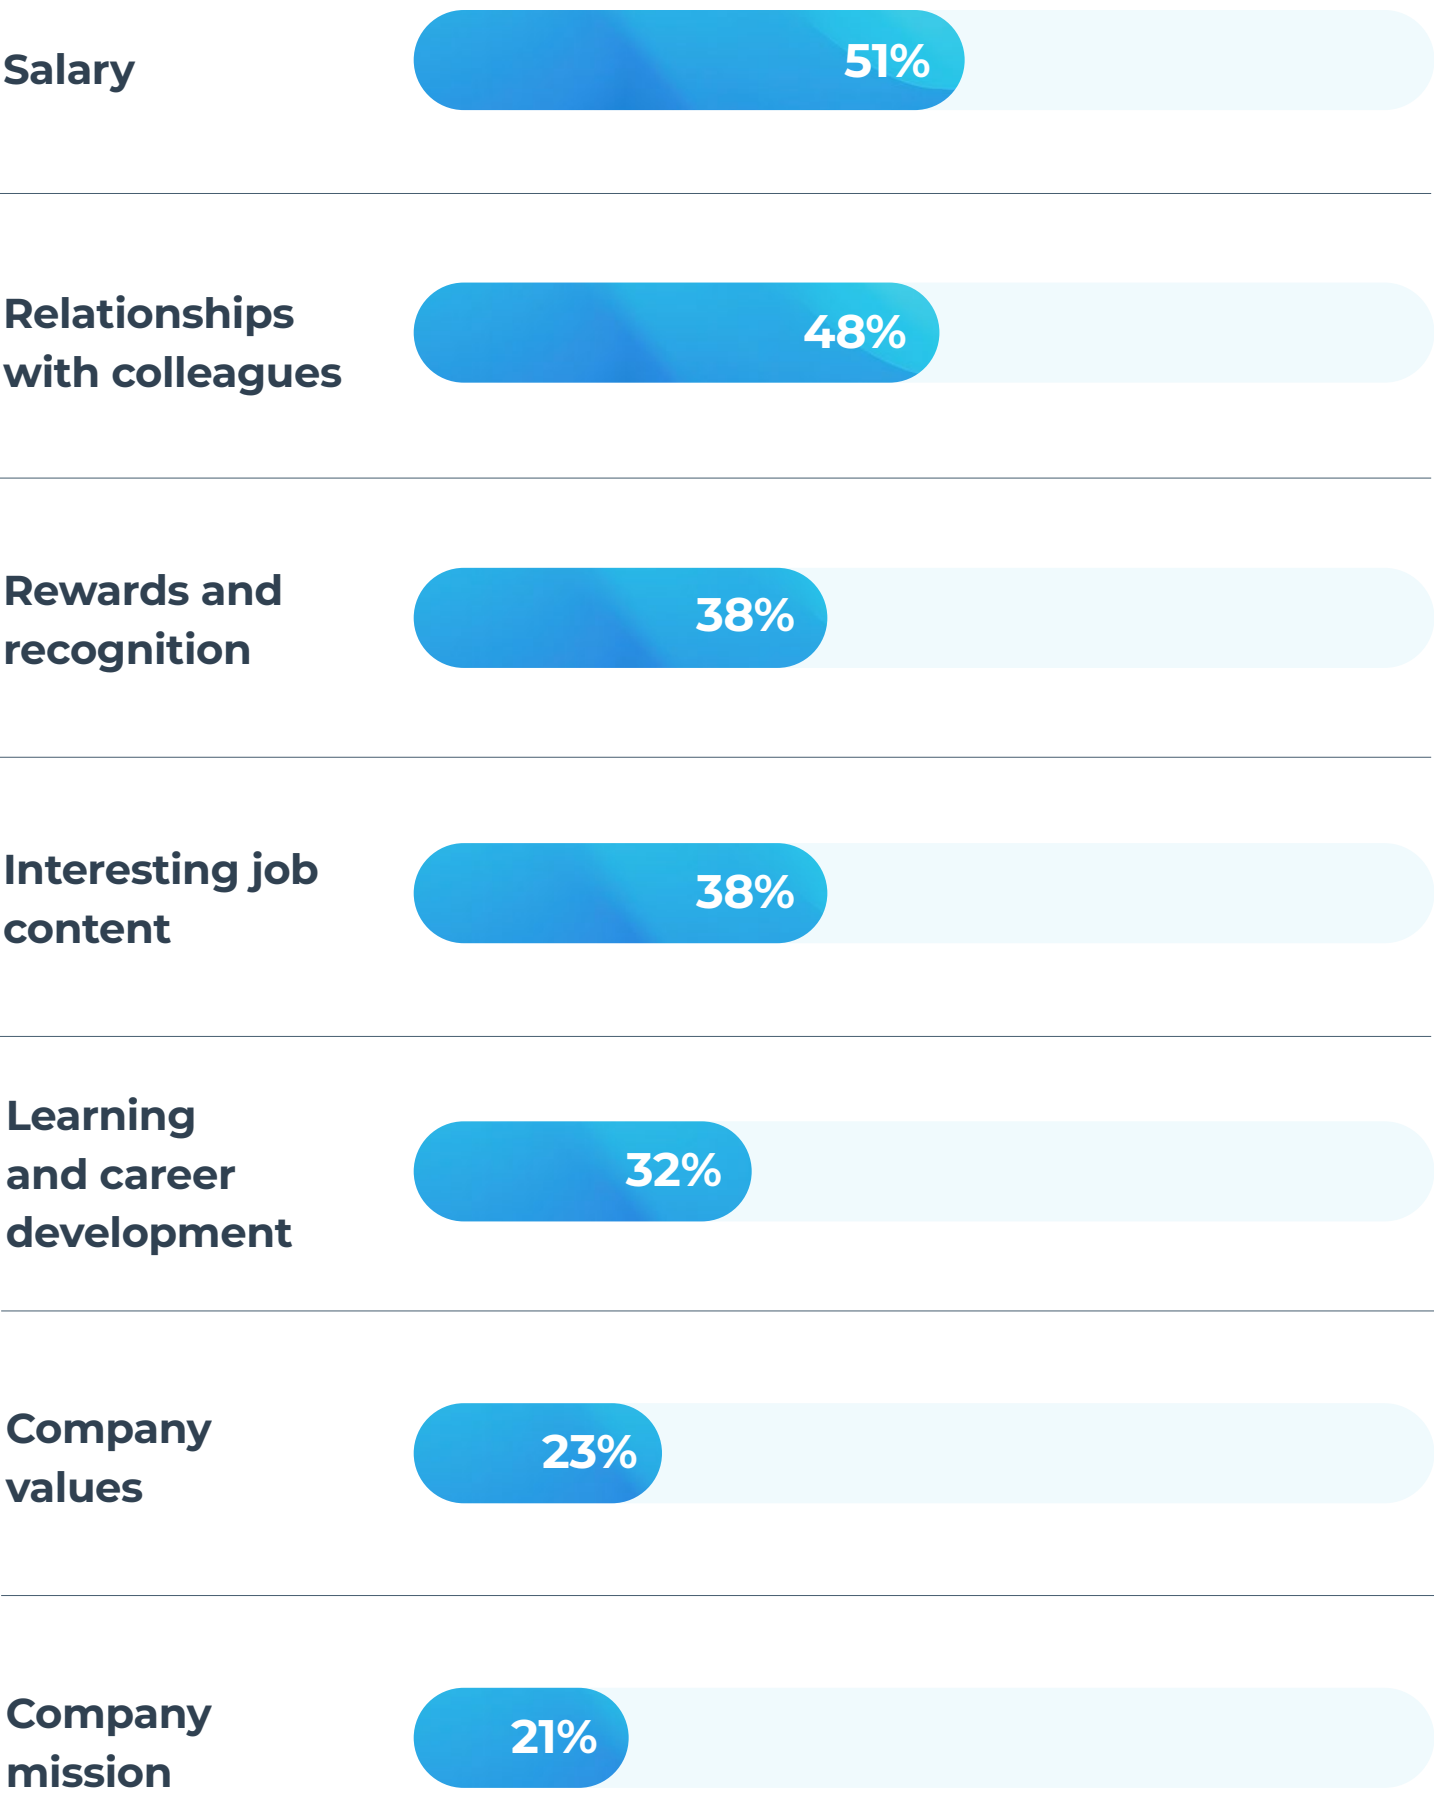 Salary
51%
Relationships
with colleagues
48%
Rewards and
recognition
38%
Interesting job
content
38%
Learning
and career
development
32%
Company
values
23%
Company
mission
21%